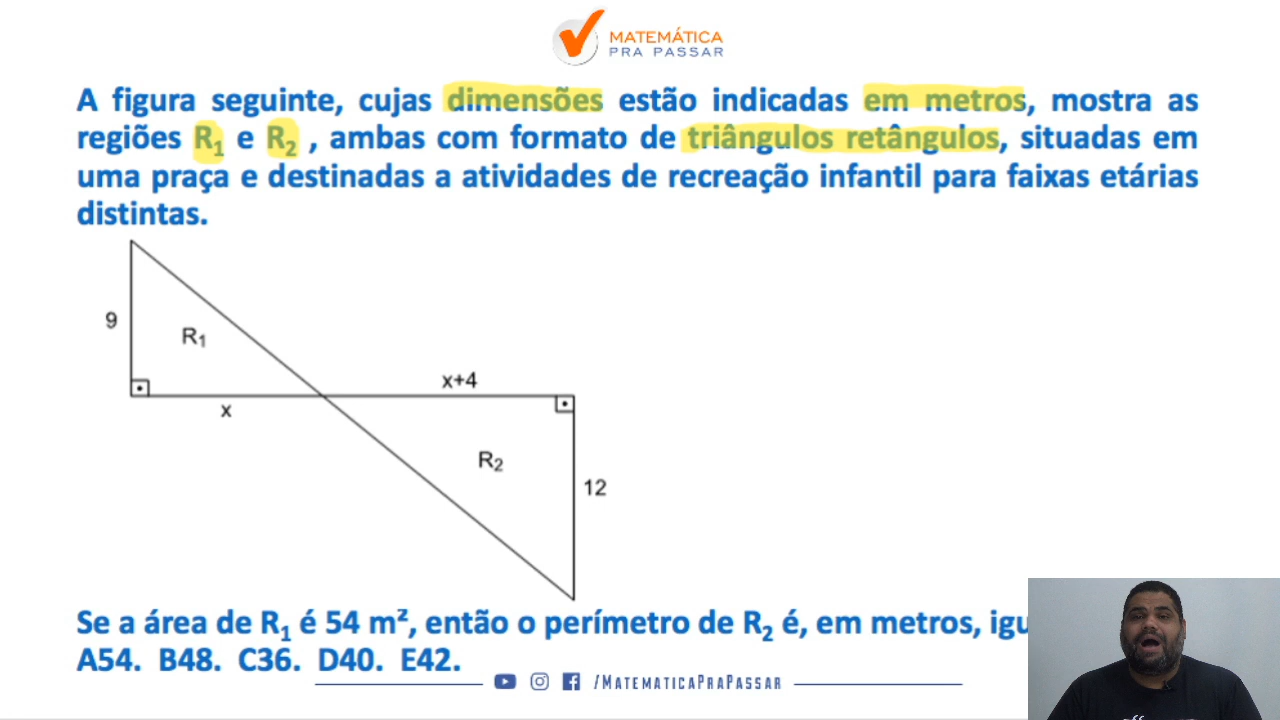 MATEMÁTICA
PRA PASSAR
A figura seguinte, cujas dimensões estão indicadas em metros, mostra as
regiões R₁ e R₂ , ambas com formato de triângulos retângulos, situadas em
uma praça e destinadas a atividades de recreação infantil para faixas etárias
distintas.
9
R₁
x+4
x
R₂
12
Se a área de R₁ é 54 m², então o perímetro de R₂ é, em metros,
A54. B48. C36. D40. E42.
/MATEMATICAPRAPASSAR